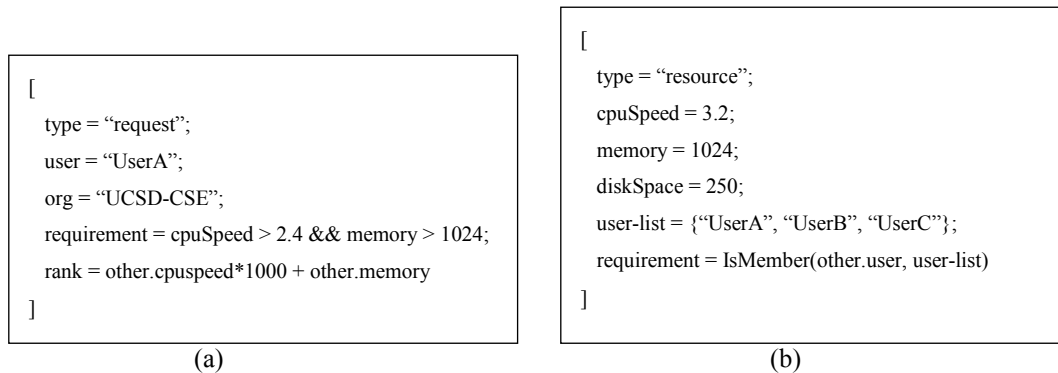 [
type = “request”;
user = “UserA”;
org = “UCSD-CSE”;
requirement = cpuSpeed > 2.4 && memory > 1024;
rank = other.cpuspeed*1000 + other.memory
]
(a)
[
type = “resource”;
cpuSpeed = 3.2;
memory = 1024;
diskSpace = 250;
user-list = {“UserA”, “UserB”, “UserC”};
requirement = IsMember(other.user, user-list)
]
(b)